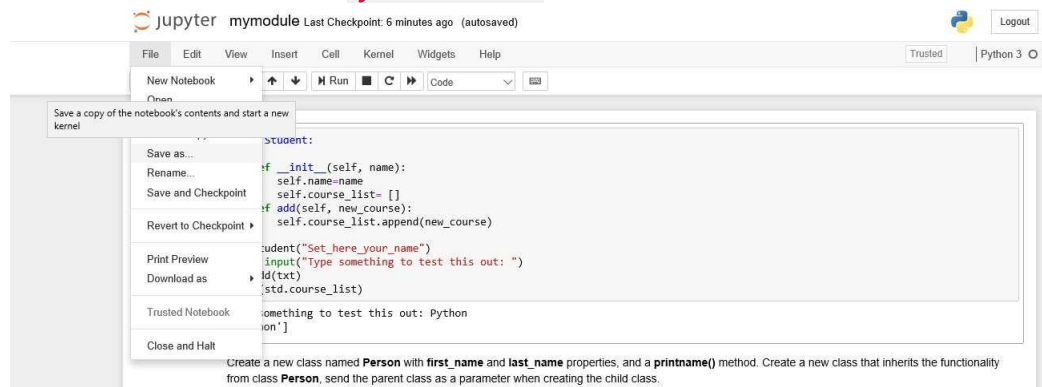 jupyter mymodule Last Checkpoint: 6 minutes ago (autosaved)
Logout
File Edit View Insert Cell Kernel Widgets Help
Trusted
Python 3
New Notebook
Run
Code
Open
Save a copy of the notebook's contents and start a new
kernel
Student:
Save as...
__init__(self, name):
Rename...
self.name=name
Save and Checkpoint
self.course_list= []
add(self, new_course):
Revert to Checkpoint
self.course_list.append(new_course)
("Set_here_your_name")
Print Preview
input("Type something to test this out: ")
Download as
(txt)
(std.course_list)
Trusted Notebook
something to test this out: Python
Close and Halt
Create a new class named Person with first_name and last_name properties, and a printname() method. Create a new class that inherits the functionality
from class Person, send the parent class as a parameter when creating the child class.